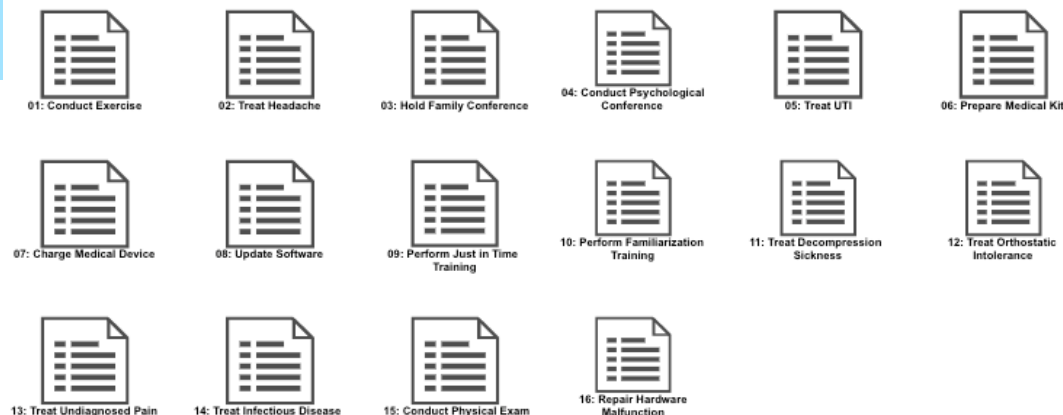 01: Conduct Exercise
02: Treat Headache
03: Hold Family Conference
04: Conduct Psychological
Conference
05: Treat UTI
06: Prepare Medical Kit
07: Charge Medical Device
08: Update Software
09: Perform Just in Time
Training
10: Perform Familiarization
Training
11: Treat Decompression
Sickness
12: Treat Orthostatic
Intolerance
13: Treat Undiagnosed Pain
14: Treat Infectious Disease
15: Conduct Physical Exam
16: Repair Hardware
Malfunction